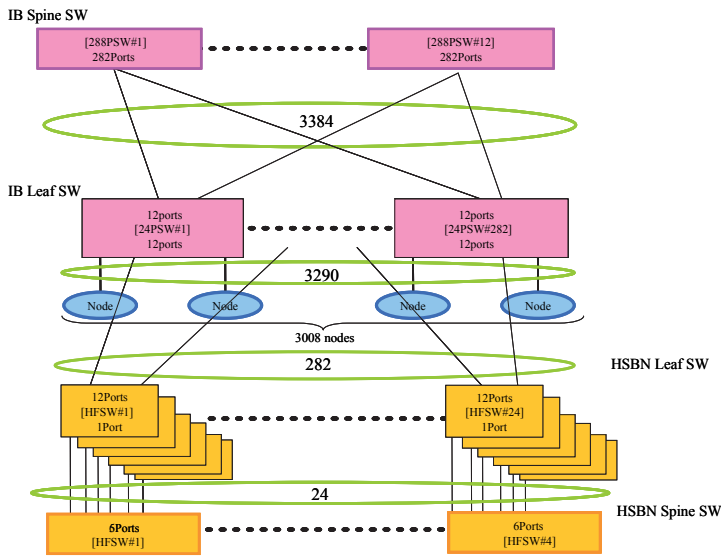 IB Spine SW
[288PSW#1]
282Ports
[288PSW#12]
282Ports
3384
IB Leaf SW
12ports
[24PSW#1]
12ports
12ports
[24PSW#282]
12ports
3290
Node
Node
Node
Node
3008 nodes
282
HSBN Leaf SW
12Ports
[HFSW#1]
1Port
12Ports
[HFSW#24]
1Port
24
HSBN Spine SW
6Ports
[HFSW#1]
6Ports
[HFSW#4]